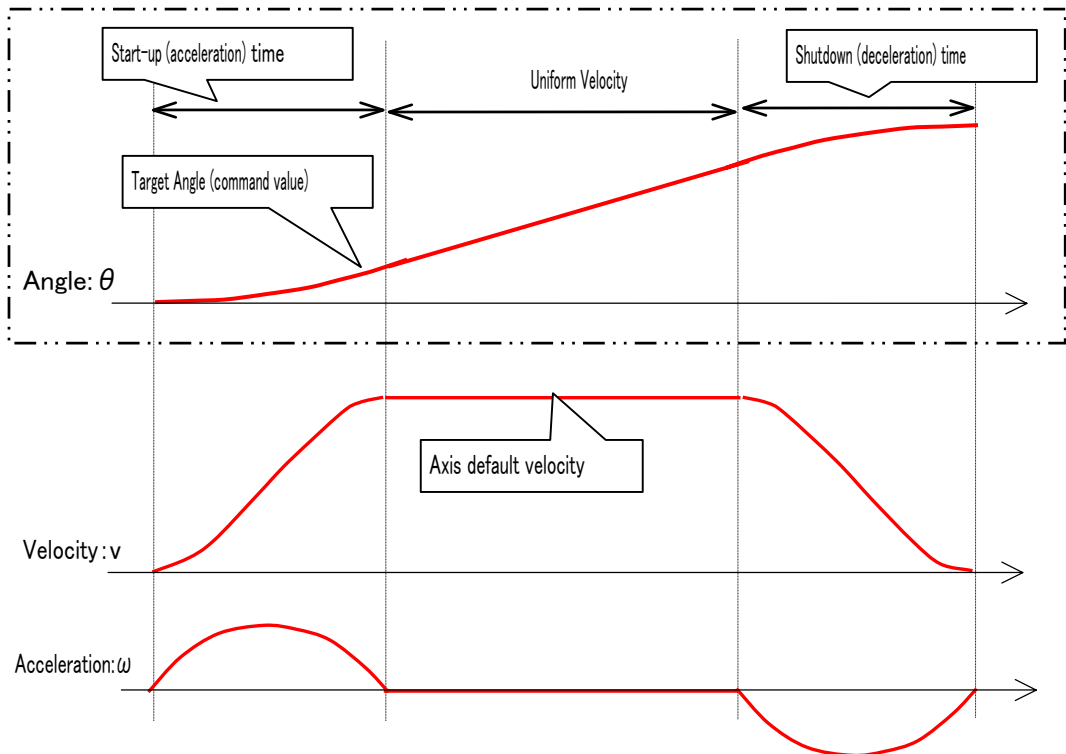 Start-up (acceleration) time
Shutdown (deceleration) time
Uniform Velocity
Target Angle (command value)
Angle: θ
Axis default velocity
Velocity: v
Acceleration: ω